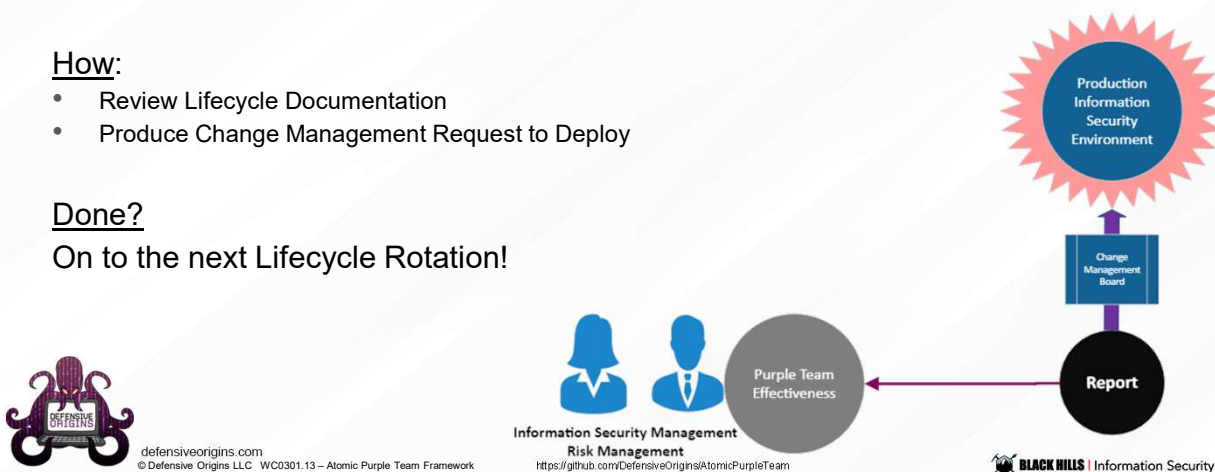 How:
• Review Lifecycle Documentation
• Produce Change Management Request to Deploy
Done?
On to the next Lifecycle Rotation!
Production
Information
Security
Environment
Change
Management
Board
Report
Purple Team
Effectiveness
Information Security Management
Risk Management
DEFENSIVE
ORIGINS
defensiveorigins.com
© Defensive Origins LLC WC0301.13 – Atomic Purple Team Framework
https://github.com/DefensiveOrigins/AtomicPurpleTeam
BLACK HILLS | Information Security